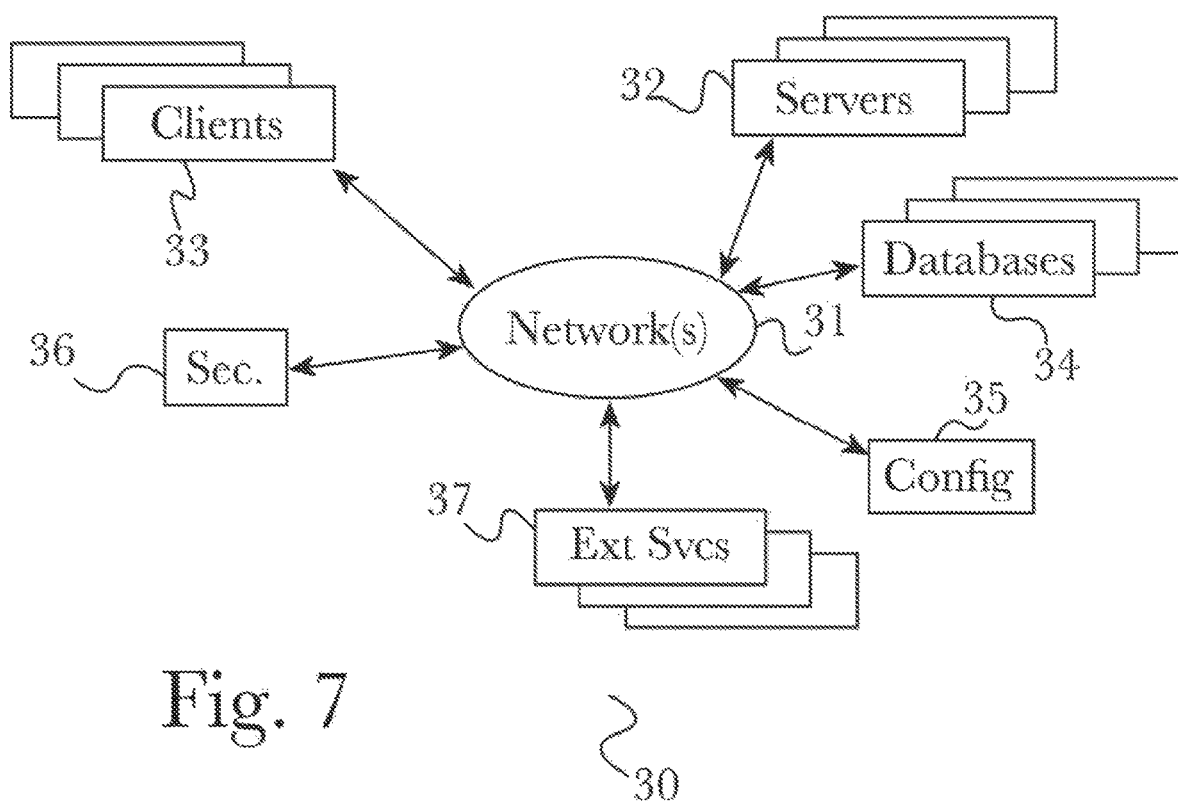 32
Servers
Clients
33
Databases
34
Network(s)
31
36
Sec.
35
Config
37
Ext Svcs
Fig. 7
30